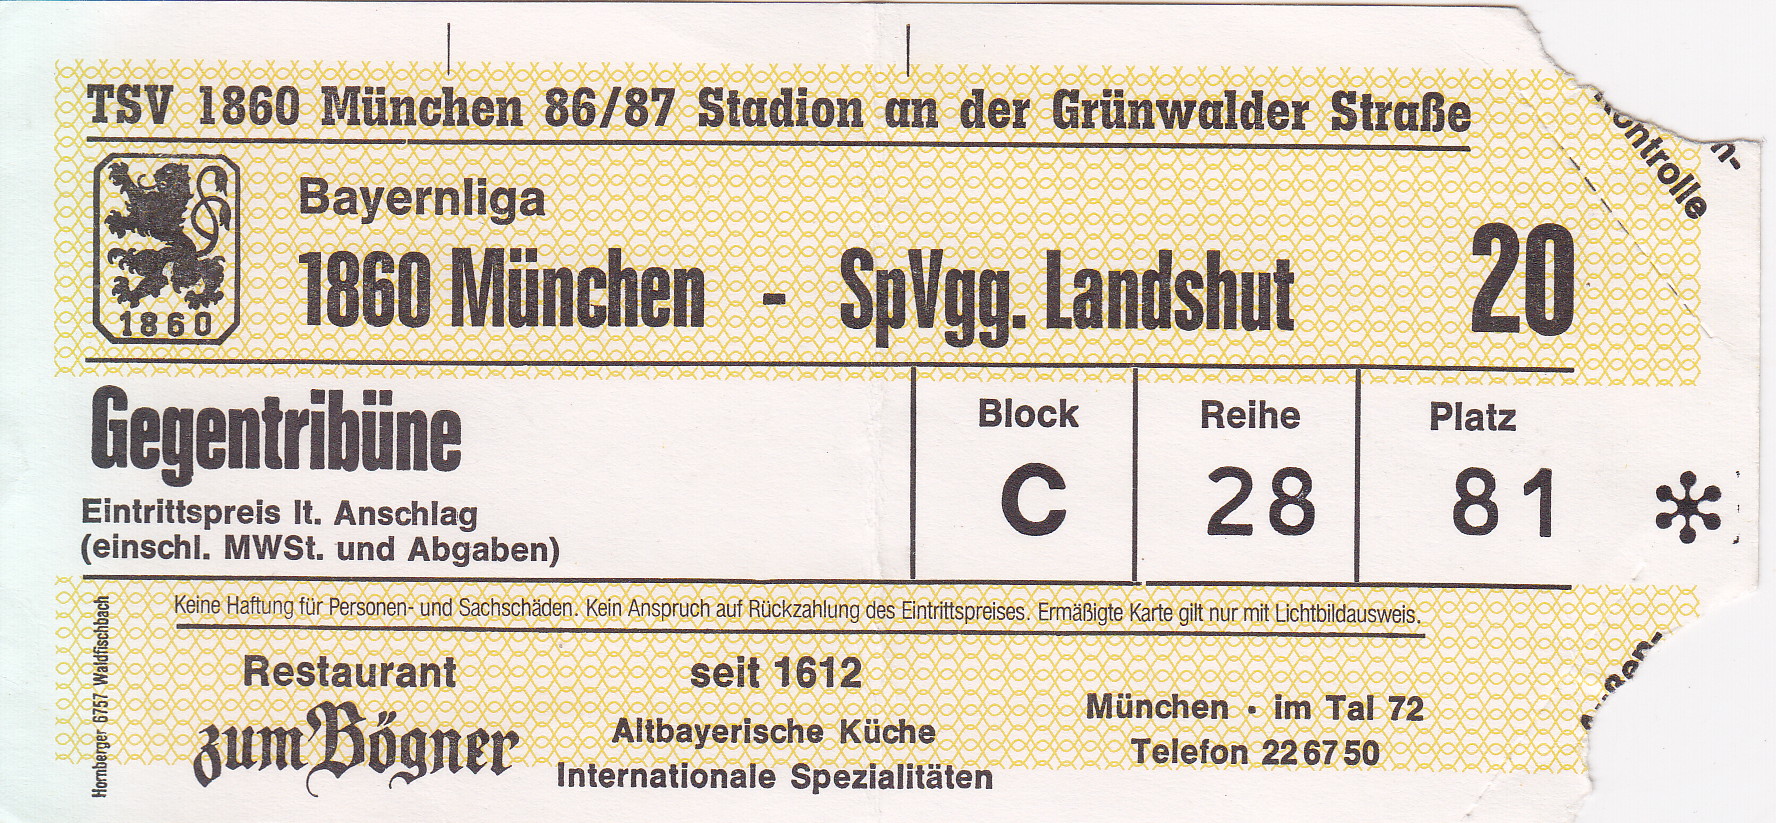 TSV 1860 München 86/87 Stadion an der Grünwalder Straße
Kontrolle
1860
Bayernliga
1860 München - SpVgg. Landshut
20
Gegentribüne
Eintrittspreis lt. Anschlag
(einschl. MWSt. und Abgaben)
Block
C
Reihe
28
Platz
81
Keine Haftung für Personen- und Sachschäden. Kein Anspruch auf Rückzahlung des Eintrittspreises. Ermäßigte Karte gilt nur mit Lichtbildausweis.
Hornberger 6757 Waldfischbach
Restaurant
zum Bögner
seit 1612
Altbayerische Küche
Internationale Spezialitäten
München · im Tal 72
Telefon 22 67 50